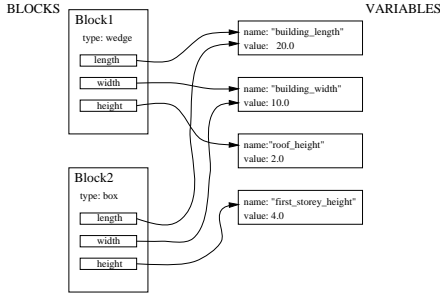 BLOCKS
VARIABLES
Block1
type: wedge
length
width
height
Block2
type: box
length
width
height
name: "building_length"
value: 20.0
name: "building_width"
value: 10.0
name:"roof_height"
value: 2.0
name: "first_storey_height"
value: 4.0